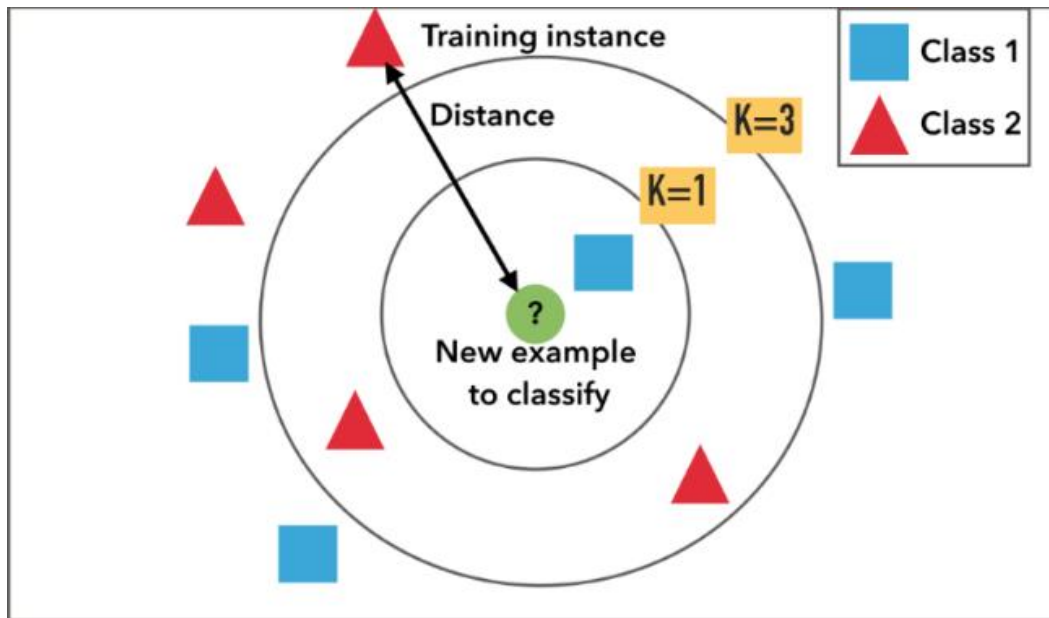 Training instance
Class 1
Distance
K=3
Class 2
K=1
?
New example
to classify